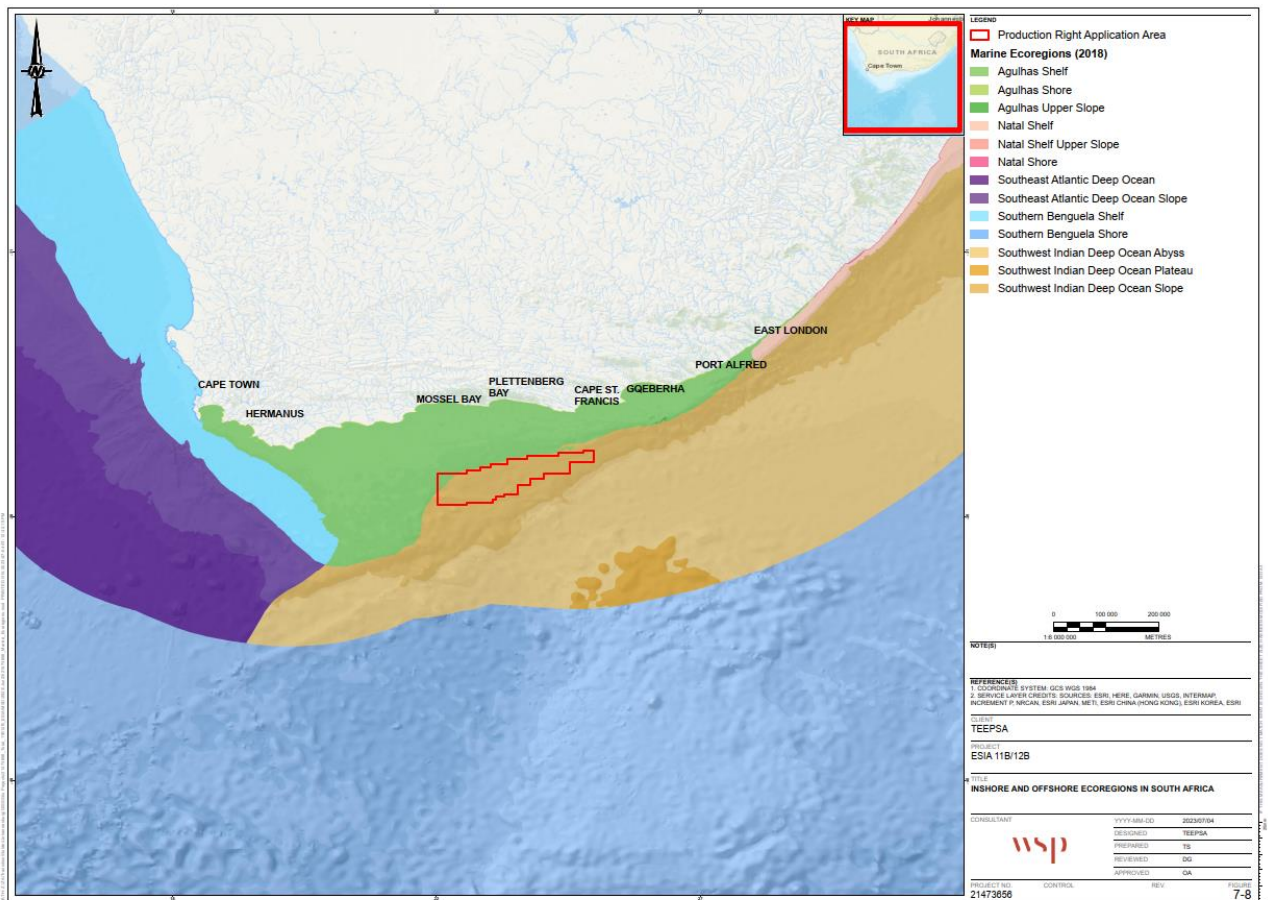 KEY MAP
SOUTH AFRICA
Cape Town
CAPE TOWN
HERMANUS
MOSSEL BAY
PLETTENBERG
BAY
CAPE ST.
FRANCIS
GQEBERHA
PORT ALFRED
EAST LONDON
LEGEND
Production Right Application Area
Marine Ecoregions (2018)
Agulhas Shelf
Agulhas Shore
Agulhas Upper Slope
Natal Shelf
Natal Shelf Upper Slope
Natal Shore
Southeast Atlantic Deep Ocean
Southeast Atlantic Deep Ocean Slope
Southern Benguela Shelf
Southern Benguela Shore
Southwest Indian Deep Ocean Abyss
Southwest Indian Deep Ocean Plateau
Southwest Indian Deep Ocean Slope
0 100 000 200 000
1:6 000 000 METRES
NOTE(S)
REFERENCE(S)
1. COORDINATE SYSTEM: GCS WGS 1984
2. SERVICE LAYER CREDITS: SOURCES: ESRI, HERE, GARMIN, USGS, INTERMAP,
INCREMENT P, NRCAN, ESRI JAPAN, METI, ESRI CHINA (HONG KONG), ESRI KOREA, ESRI
CLIENT
TEEPSA
PROJECT
ESIA 11B/12B
TITLE
INSHORE AND OFFSHORE ECOREGIONS IN SOUTH AFRICA
CONSULTANT
wsp
YYYY-MM-DD 2023/07/04
DESIGNED TEEPSA
PREPARED TS
REVIEWED DG
APPROVED OA
PROJECT NO. CONTROL REV. FIGURE
21473656 7-8